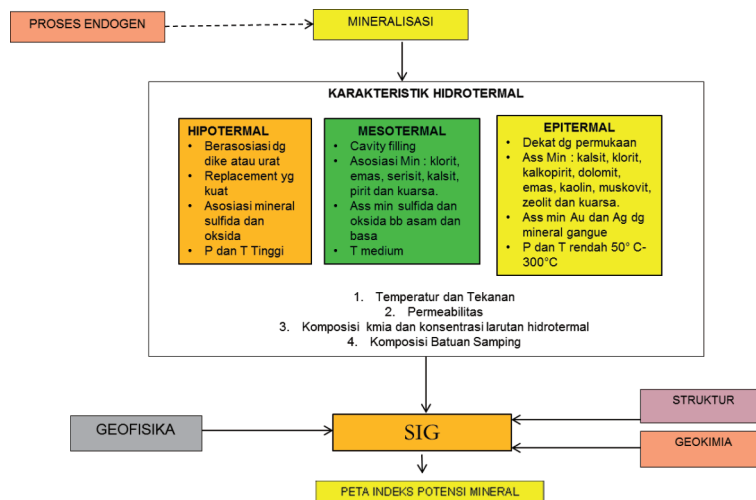 PROSES ENDOGEN
MINERALISASI
KARAKTERISTIK HIDROTERMAL
HIPOTERMAL
• Berasosiasi dg
dike atau urat
• Replacement yg
kuat
• Asosiasi mineral
sulfida dan
oksida
• P dan T Tinggi
MESOTERMAL
• Cavity filling
• Asosiasi Min : klorit,
emas, serisit, kalsit,
pirit dan kuarsa.
• Ass min sulfida dan
oksida bb asam dan
basa
• T medium
EPITERMAL
• Dekat dg permukaan
• Ass Min : kalsit, klorit,
kalkopirit, dolomit,
emas, kaolin, muskovit,
zeolit dan kuarsa.
• Ass min Au dan Ag dg
mineral gangue
• P dan T rendah 50° C-
300°C
1. Temperatur dan Tekanan
2. Permeabilitas
3. Komposisi kmia dan konsentrasi larutan hidrotermal
4. Komposisi Batuan Samping
STRUKTUR
GEOFISIKA
SIG
GEOKIMIA
PETA INDEKS POTENSI MINERAL